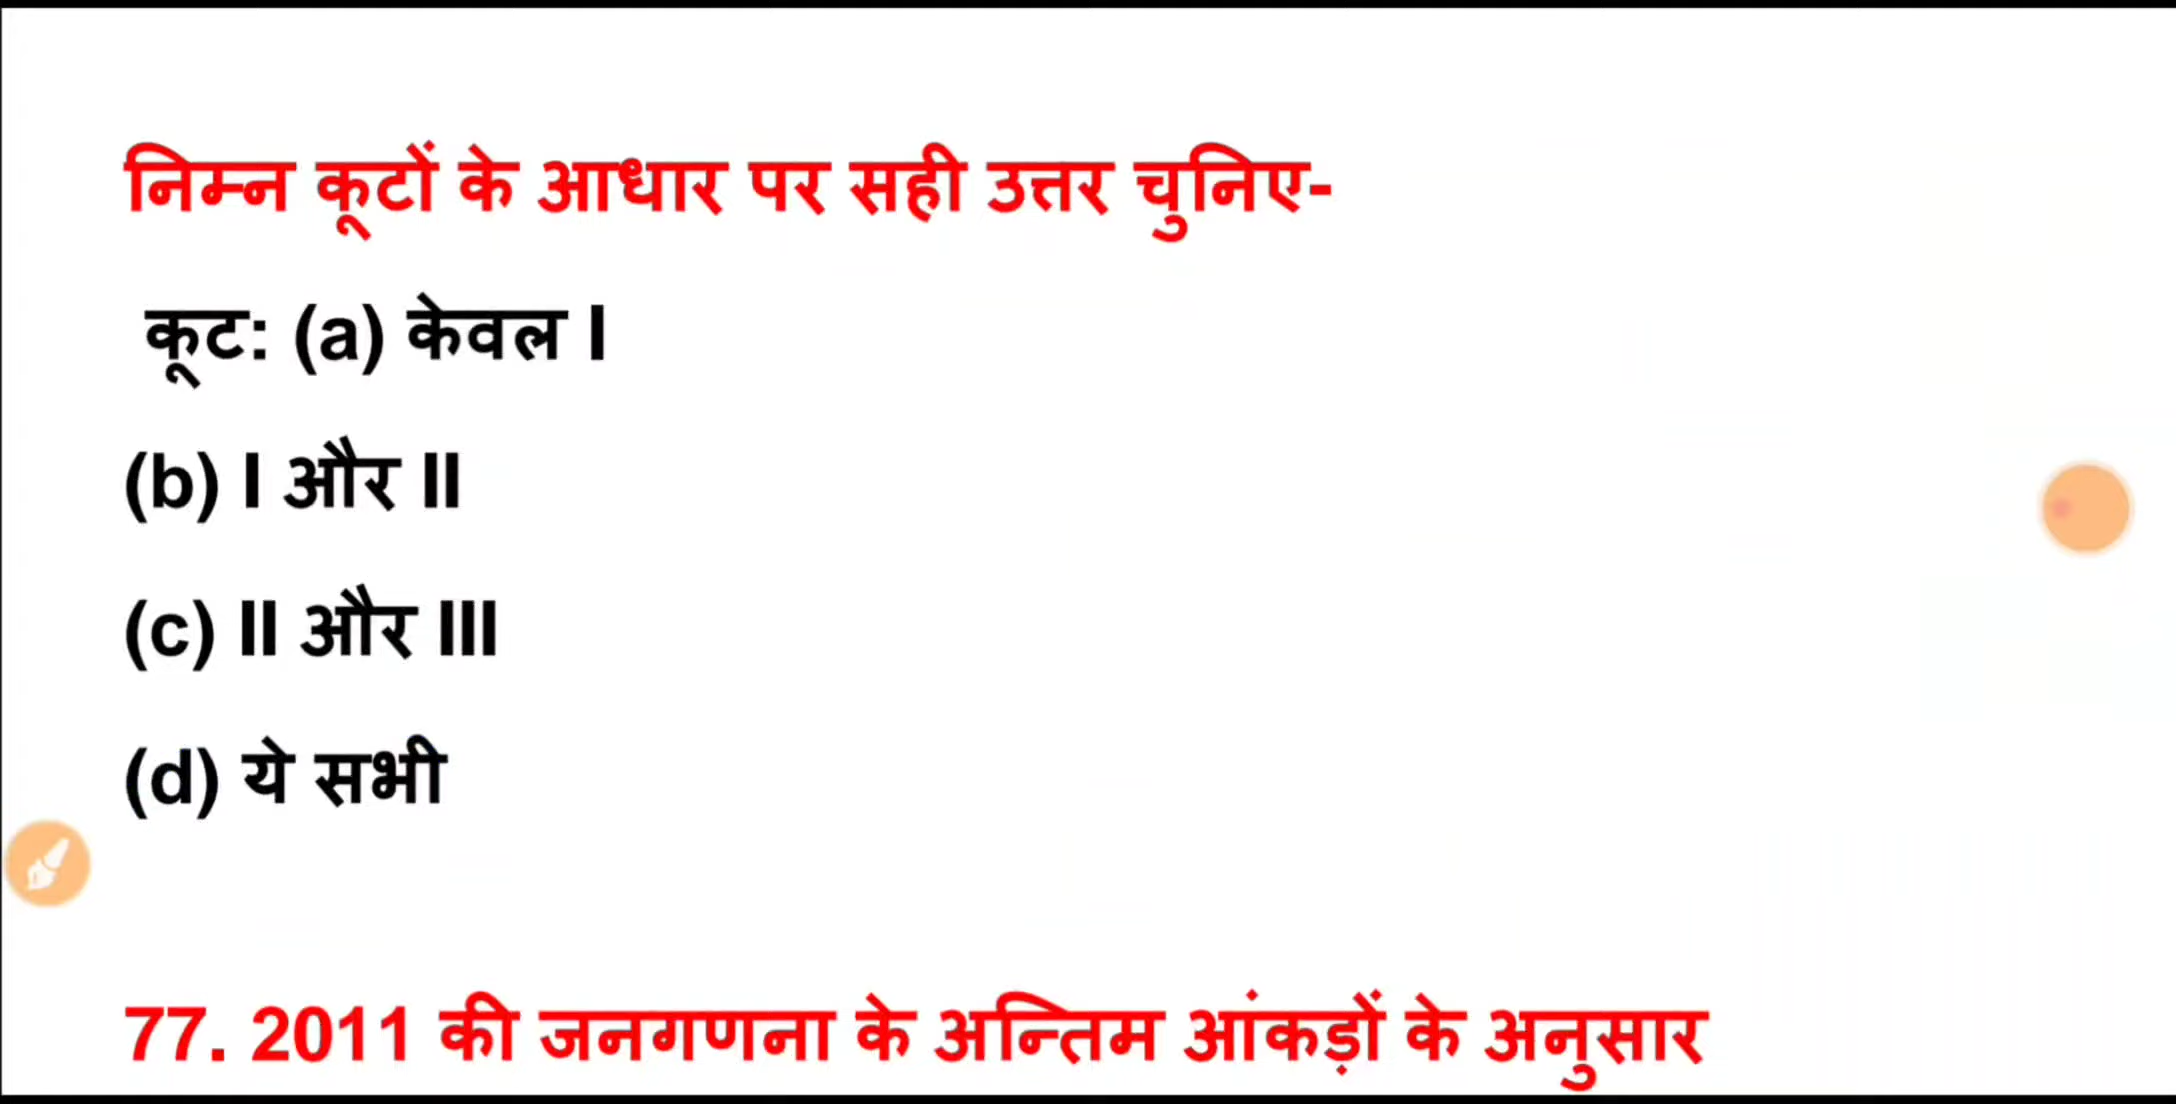 निम्न कूटों के आधार पर सही उत्तर चुनिए-
कूट: (a) केवल I
(b) I और II
(c) II और III
(d) ये सभी
77. 2011 की जनगणना के अन्तिम आंकड़ों के अनुसार